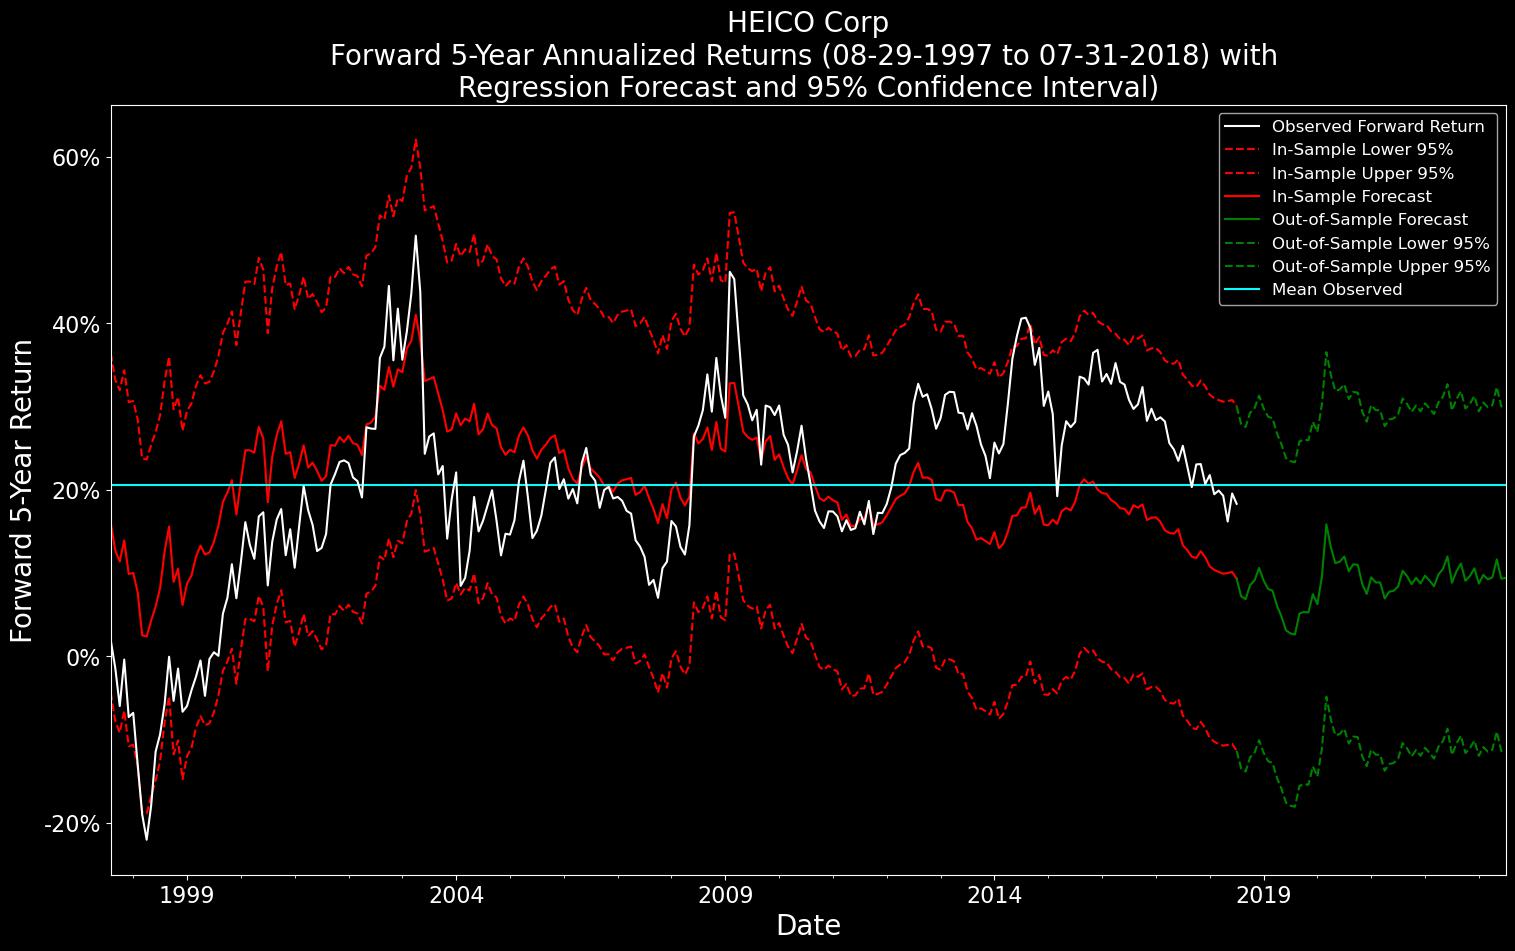 HEICO Corp
Forward 5-Year Annualized Returns (08-29-1997 to 07-31-2018) with
Regression Forecast and 95% Confidence Interval)
Observed Forward Return
In-Sample Lower 95%
In-Sample Upper 95%
In-Sample Forecast
Out-of-Sample Forecast
Out-of-Sample Lower 95%
Out-of-Sample Upper 95%
Mean Observed
Forward 5-Year Return
60%
40%
20%
0%
-20%
1999
2004
2009
2014
2019
Date